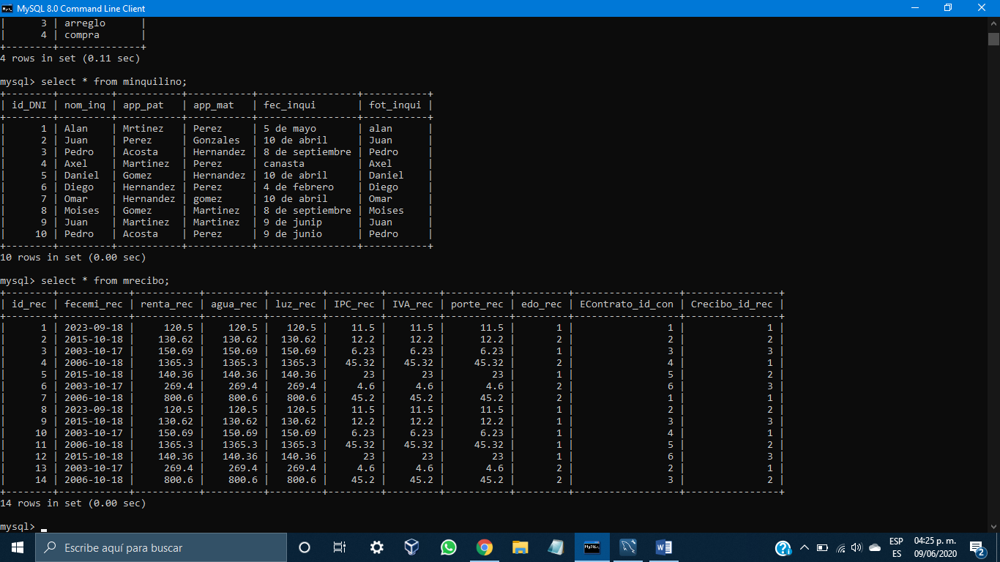 MySQL 8.0 Command Line Client
|      3 | arreglo      |
|      4 | compra       |
+--------+--------------+
4 rows in set (0.11 sec)
mysql> select * from minquilino;
+--------+---------+-----------+-----------+-----------------+-----------+
| id_DNI | nom_inq | app_pat   | app_mat   | fec_inqui       | fot_inqui |
+--------+---------+-----------+-----------+-----------------+-----------+
|      1 | Alan    | Mrtinez   | Perez     | 5 de mayo       | alan      |
|      2 | Juan    | Perez     | Gonzales  | 10 de abril     | Juan      |
|      3 | Pedro   | Acosta    | Hernandez | 8 de septiembre | Pedro     |
|      4 | Axel    | Martinez  | Perez     | canasta         | Axel      |
|      5 | Daniel  | Gomez     | Hernandez | 10 de abril     | Daniel    |
|      6 | Diego   | Hernandez | Perez     | 4 de febrero    | Diego     |
|      7 | Omar    | Hernandez | gomez     | 10 de abril     | Omar      |
|      8 | Moises  | Gomez     | Martinez  | 8 de septiembre | Moises    |
|      9 | Juan    | Martinez  | Martinez  | 9 de junip      | Juan      |
|     10 | Pedro   | Acosta    | Perez     | 9 de junio      | Pedro     |
+--------+---------+-----------+-----------+-----------------+-----------+
10 rows in set (0.00 sec)
mysql> select * from mrecibo;
+--------+------------+-----------+----------+---------+---------+---------+-----------+---------+------------------+----------------+
| id_rec | fecemi_rec | renta_rec | agua_rec | luz_rec | IPC_rec | IVA_rec | porte_rec | edo_rec | EContrato_id_con | Crecibo_id_rec |
+--------+------------+-----------+----------+---------+---------+---------+-----------+---------+------------------+----------------+
|      1 | 2023-09-18 |     120.5 |    120.5 |   120.5 |    11.5 |    11.5 |      11.5 |       1 |                1 |              1 |
|      2 | 2015-10-18 |    130.62 |   130.62 |  130.62 |    12.2 |    12.2 |      12.2 |       2 |                2 |              2 |
|      3 | 2003-10-17 |    150.69 |   150.69 |  150.69 |    6.23 |    6.23 |      6.23 |       1 |                3 |              3 |
|      4 | 2006-10-18 |    1365.3 |   1365.3 |  1365.3 |   45.32 |   45.32 |     45.32 |       2 |                4 |              1 |
|      5 | 2015-10-18 |    140.36 |   140.36 |  140.36 |      23 |      23 |        23 |       1 |                5 |              2 |
|      6 | 2003-10-17 |     269.4 |    269.4 |   269.4 |     4.6 |     4.6 |       4.6 |       2 |                6 |              3 |
|      7 | 2006-10-18 |     800.6 |    800.6 |   800.6 |    45.2 |    45.2 |      45.2 |       2 |                1 |              1 |
|      8 | 2023-09-18 |     120.5 |    120.5 |   120.5 |    11.5 |    11.5 |      11.5 |       1 |                2 |              2 |
|      9 | 2015-10-18 |    130.62 |   130.62 |  130.62 |    12.2 |    12.2 |      12.2 |       1 |                3 |              3 |
|     10 | 2003-10-17 |    150.69 |   150.69 |  150.69 |    6.23 |    6.23 |      6.23 |       1 |                4 |              1 |
|     11 | 2006-10-18 |    1365.3 |   1365.3 |  1365.3 |   45.32 |   45.32 |     45.32 |       1 |                5 |              2 |
|     12 | 2015-10-18 |    140.36 |   140.36 |  140.36 |      23 |      23 |        23 |       1 |                6 |              3 |
|     13 | 2003-10-17 |     269.4 |    269.4 |   269.4 |     4.6 |     4.6 |       4.6 |       2 |                2 |              1 |
|     14 | 2006-10-18 |     800.6 |    800.6 |   800.6 |    45.2 |    45.2 |      45.2 |       2 |                3 |              2 |
+--------+------------+-----------+----------+---------+---------+---------+-----------+---------+------------------+----------------+
14 rows in set (0.00 sec)
mysql>
Escribe aquí para buscar
ESP 04:25 p. m.
ES 09/06/2020
2